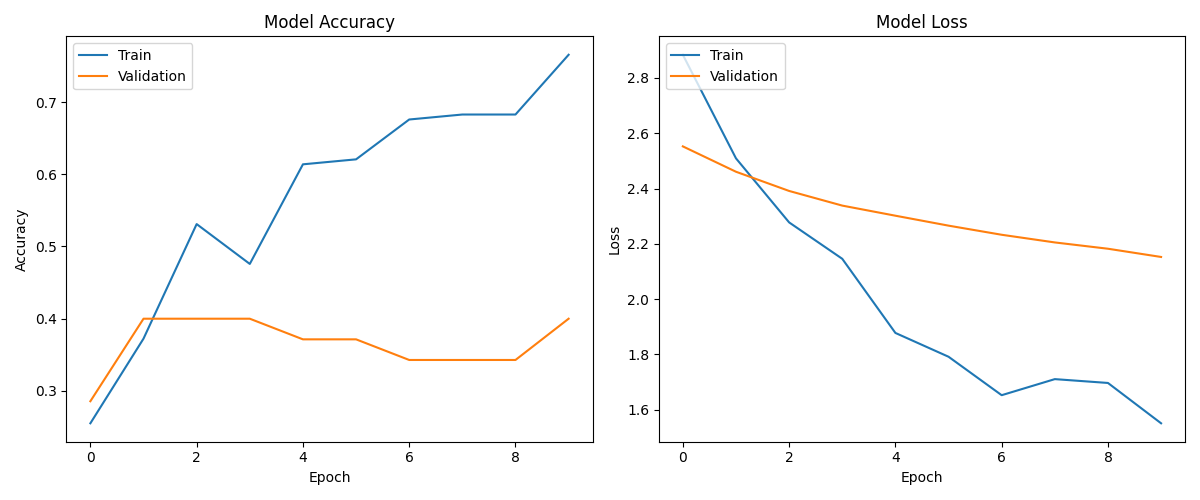 Model Accuracy
Train
Validation
0.7
0.6
0.5
0.4
0.3
Accuracy
0 2 4 6 8
Epoch
Model Loss
Train
Validation
2.8
2.6
2.4
2.2
2.0
1.8
1.6
Loss
0 2 4 6 8
Epoch